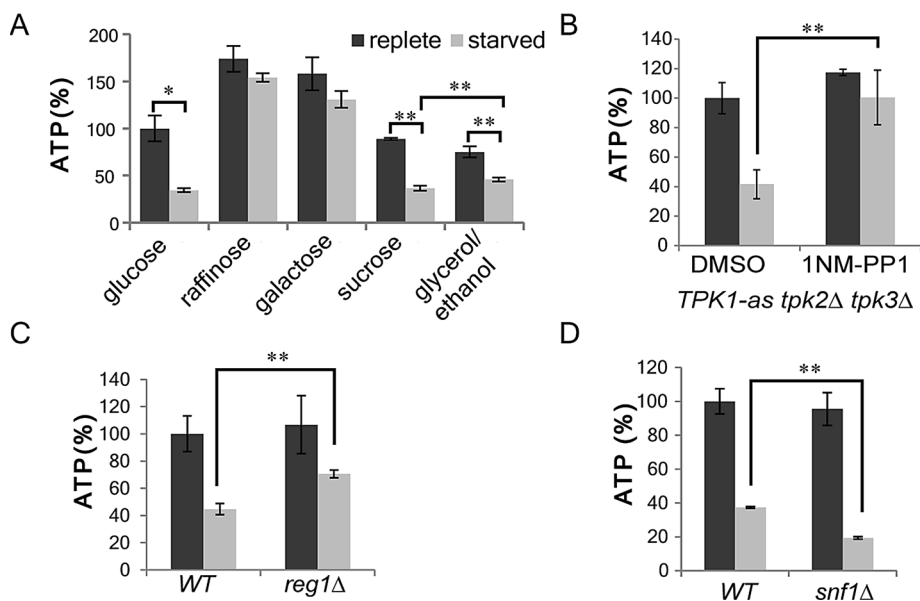 A
replete
starved
ATP(%)
200
150
100
50
0
*
**
**
**
glucose
raffinose
galactose
sucrose
glycerol/
ethanol
B
**
ATP(%)
140
120
100
80
60
40
20
0
DMSO
1NM-PP1
TPK1-as tpk2Δ tpk3Δ
C
**
ATP(%)
140
120
100
80
60
40
20
0
WT
reg1Δ
D
**
ATP (%)
120
100
80
60
40
20
0
WT
snf1Δ